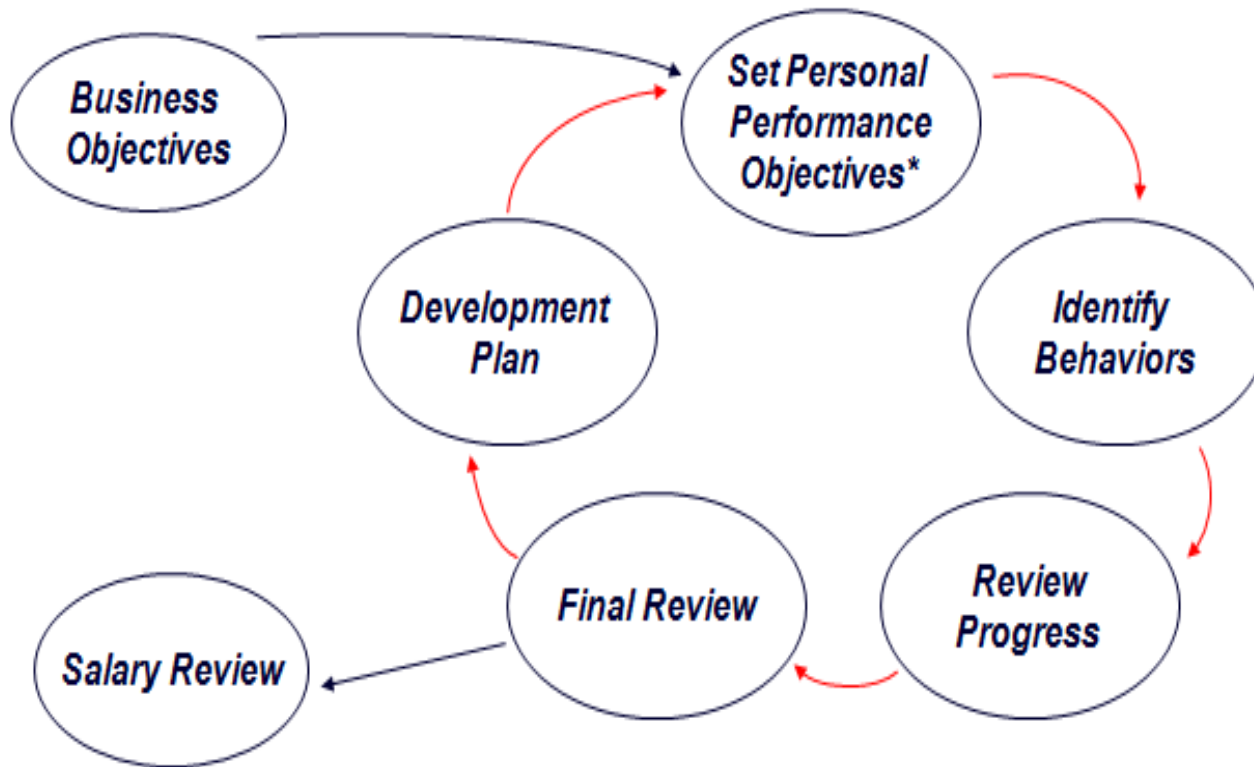 Business
Objectives
Set Personal
Performance
Objectives*
Development
Plan
Identify
Behaviors
Final Review
Review
Progress
Salary Review